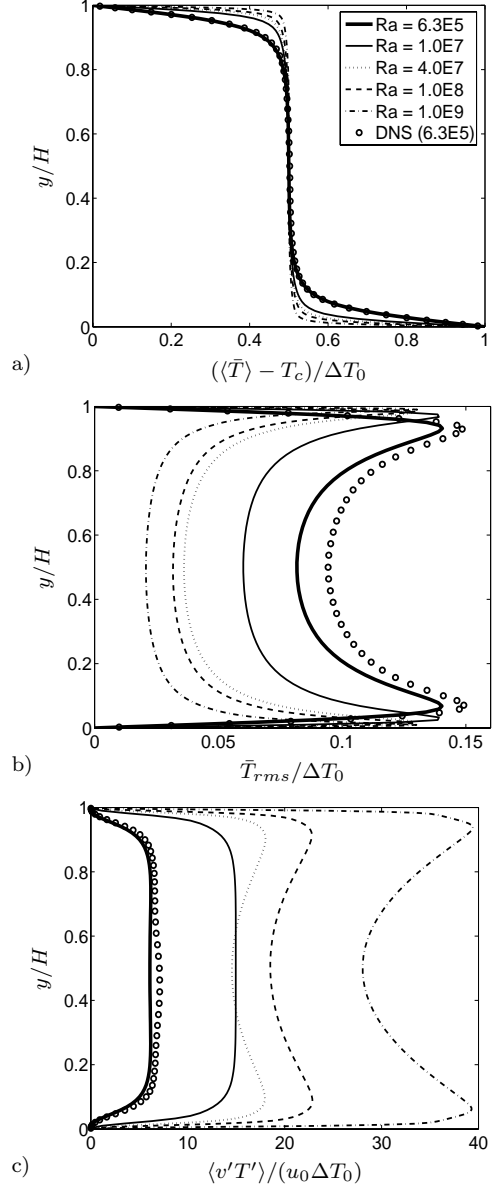 1
0.8
0.6
0.4
0.2
0
y/H
Ra = 6.3E5
Ra = 1.0E7
Ra = 4.0E7
Ra = 1.0E8
Ra = 1.0E9
DNS (6.3E5)
0 0.2 0.4 0.6 0.8 1
a)
(⟨T̄⟩ − T_c)/ΔT_0
1
0.8
0.6
0.4
0.2
0
y/H
0 0.05 0.1 0.15
b)
T̄_{rms}/ΔT_0
1
0.8
0.6
0.4
0.2
0
y/H
0 10 20 30 40
c)
⟨v′T′⟩/(u_0ΔT_0)